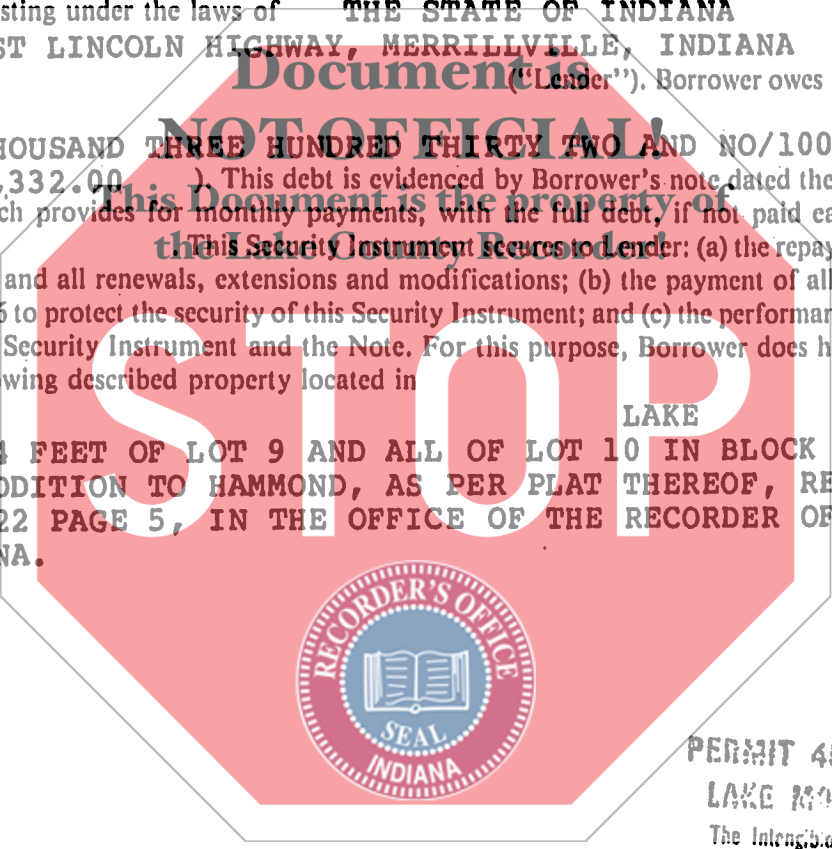 sting under the laws of THE STATE OF INDIANA
ST LINCOLN HIGHWAY, MERRILLVILLE, INDIANA
Document is
("Lender"). Borrower owes
NOT OFFICIAL!
HOUSAND THREE HUNDRED THIRTY TWO AND NO/100
,332.00 ). This debt is evidenced by Borrower's note dated the
This Document is the property of
ch provides for monthly payments, with the full debt, if not paid ea
the Lake County Recorder!
. This Security Instrument secures to Lender: (a) the repay
and all renewals, extensions and modifications; (b) the payment of all
6 to protect the security of this Security Instrument; and (c) the performan
Security Instrument and the Note. For this purpose, Borrower does h
owing described property located in
STOP
LAKE
4 FEET OF LOT 9 AND ALL OF LOT 10 IN BLOCK
DDITION TO HAMMOND, AS PER PLAT THEREOF, RE
22 PAGE 5, IN THE OFFICE OF THE RECORDER OF
NA.
RECORDER'S OFFICE
SEAL
INDIANA
PERMIT 4
LAKE
The